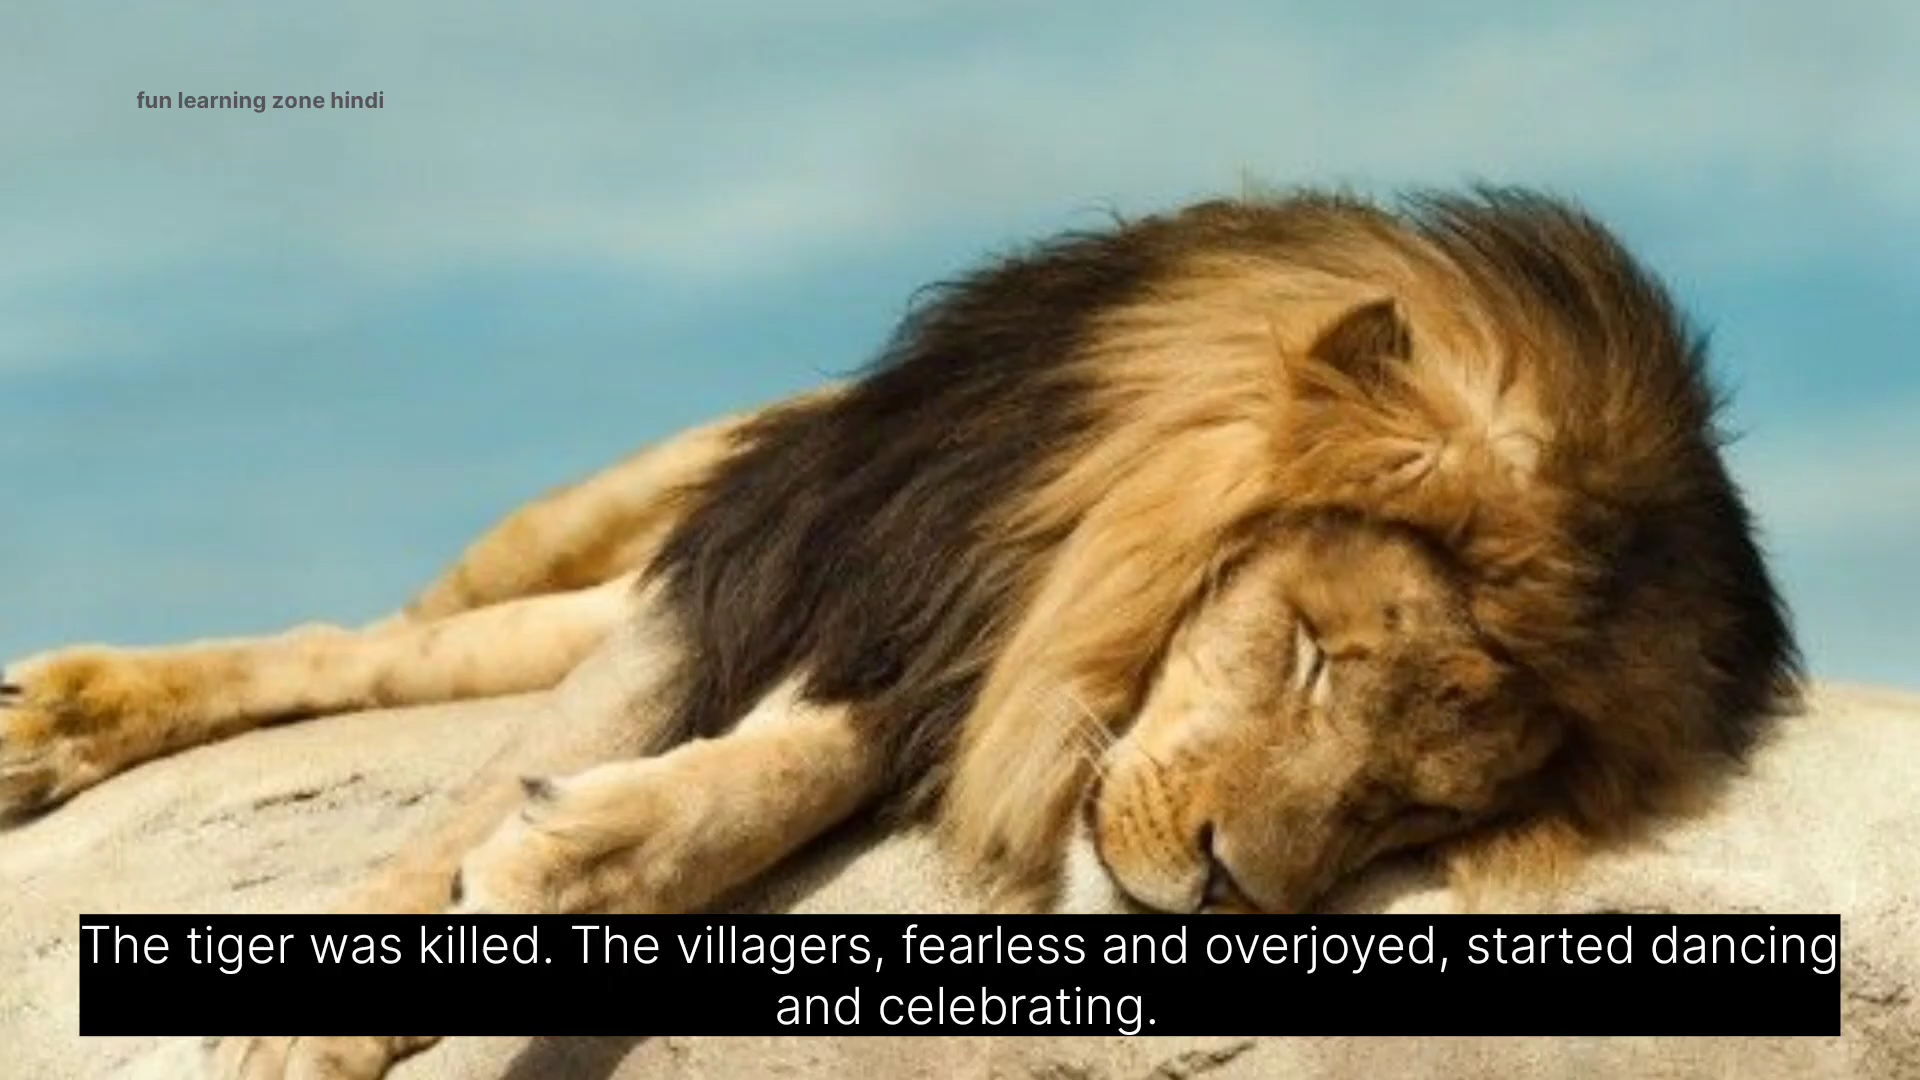 fun learning zone hindi
The tiger was killed. The villagers, fearless and overjoyed, started dancing
and celebrating.